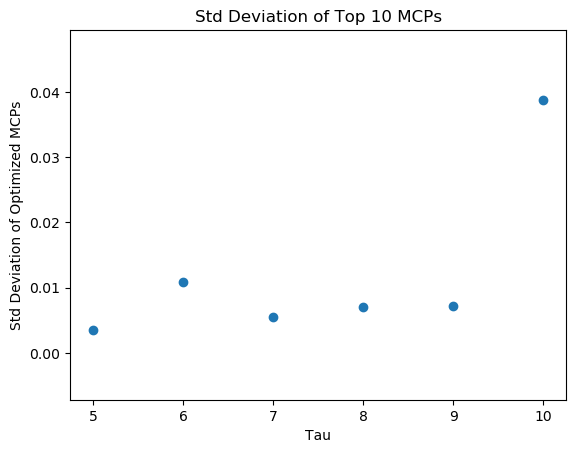 Std Deviation of Top 10 MCPs
Std Deviation of Optimized MCPs
0.04
0.03
0.02
0.01
0.00
5 6 7 8 9 10
Tau